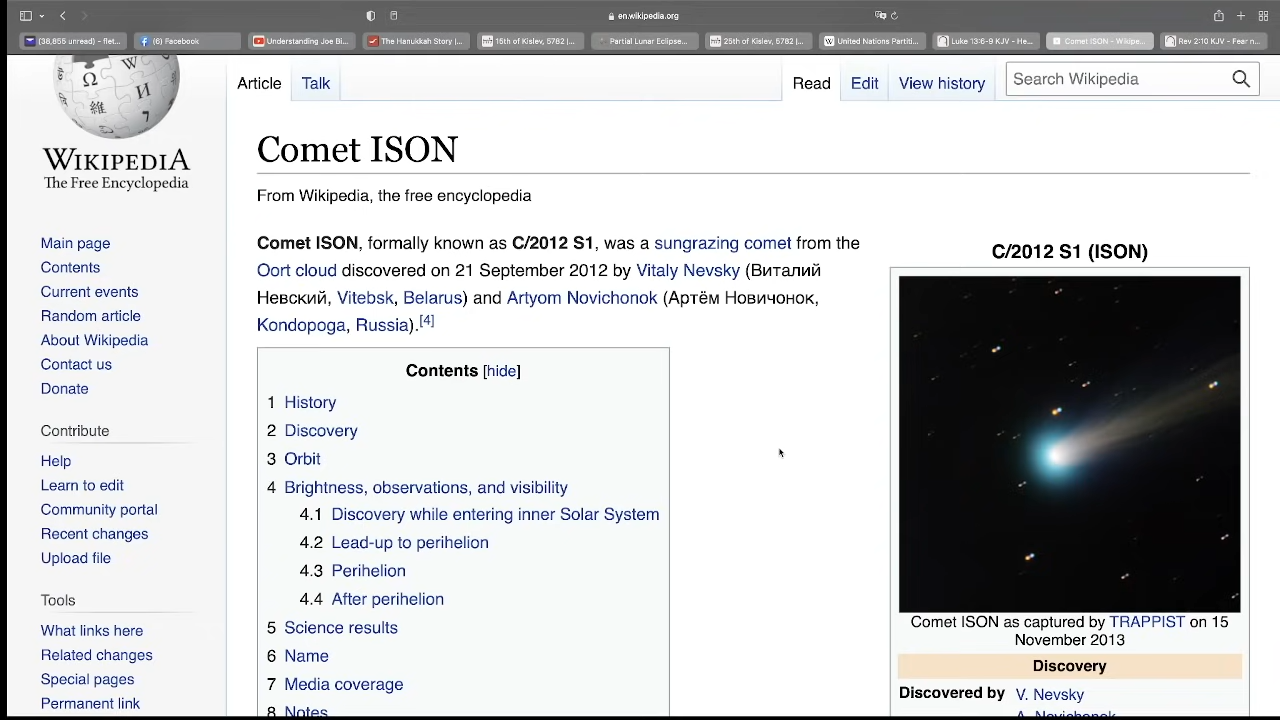 en.wikipedia.org
(38,855 unread) - flet...
(6) Facebook
Understanding Joe Bi...
The Hanukkah Story |...
15th of Kislev, 5782 |...
Partial Lunar Eclipse...
25th of Kislev, 5782 |...
United Nations Partiti...
Luke 13:6-9 KJV - He...
Comet ISON - Wikipe...
Rev 2:10 KJV - Fear n...
Article
Talk
Read
Edit
View history
Search Wikipedia
WIKIPEDIA
The Free Encyclopedia
Main page
Contents
Current events
Random article
About Wikipedia
Contact us
Donate
Contribute
Help
Learn to edit
Community portal
Recent changes
Upload file
Tools
What links here
Related changes
Special pages
Permanent link
Comet ISON
From Wikipedia, the free encyclopedia
Comet ISON, formally known as C/2012 S1, was a sungrazing comet from the
Oort cloud discovered on 21 September 2012 by Vitaly Nevsky (Виталий
Невский, Vitebsk, Belarus) and Artyom Novichonok (Артём Новичонок,
Kondopoga, Russia).[4]
Contents [hide]
1 History
2 Discovery
3 Orbit
4 Brightness, observations, and visibility
4.1 Discovery while entering inner Solar System
4.2 Lead-up to perihelion
4.3 Perihelion
4.4 After perihelion
5 Science results
6 Name
7 Media coverage
8 Notes
C/2012 S1 (ISON)
Comet ISON as captured by TRAPPIST on 15
November 2013
Discovery
Discovered by V. Nevsky
A. Novichonok